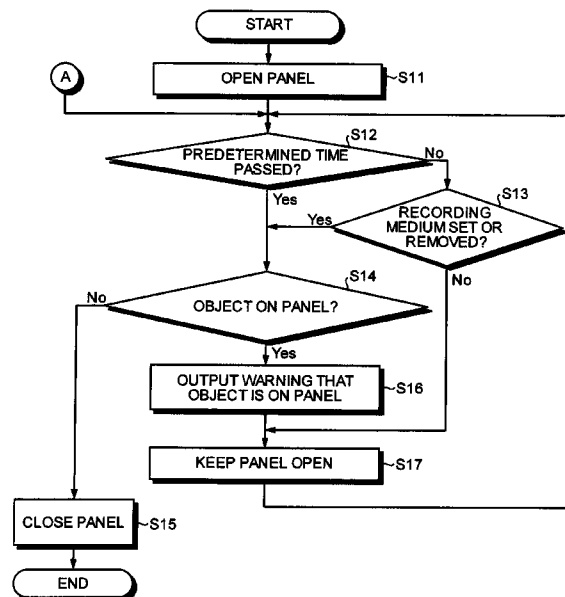 START
A
OPEN PANEL
S11
S12
PREDETERMINED TIME
PASSED?
No
S13
Yes
Yes
RECORDING
MEDIUM SET OR
REMOVED?
S14
No
No
OBJECT ON PANEL?
Yes
OUTPUT WARNING THAT
OBJECT IS ON PANEL
S16
KEEP PANEL OPEN
S17
CLOSE PANEL
S15
END